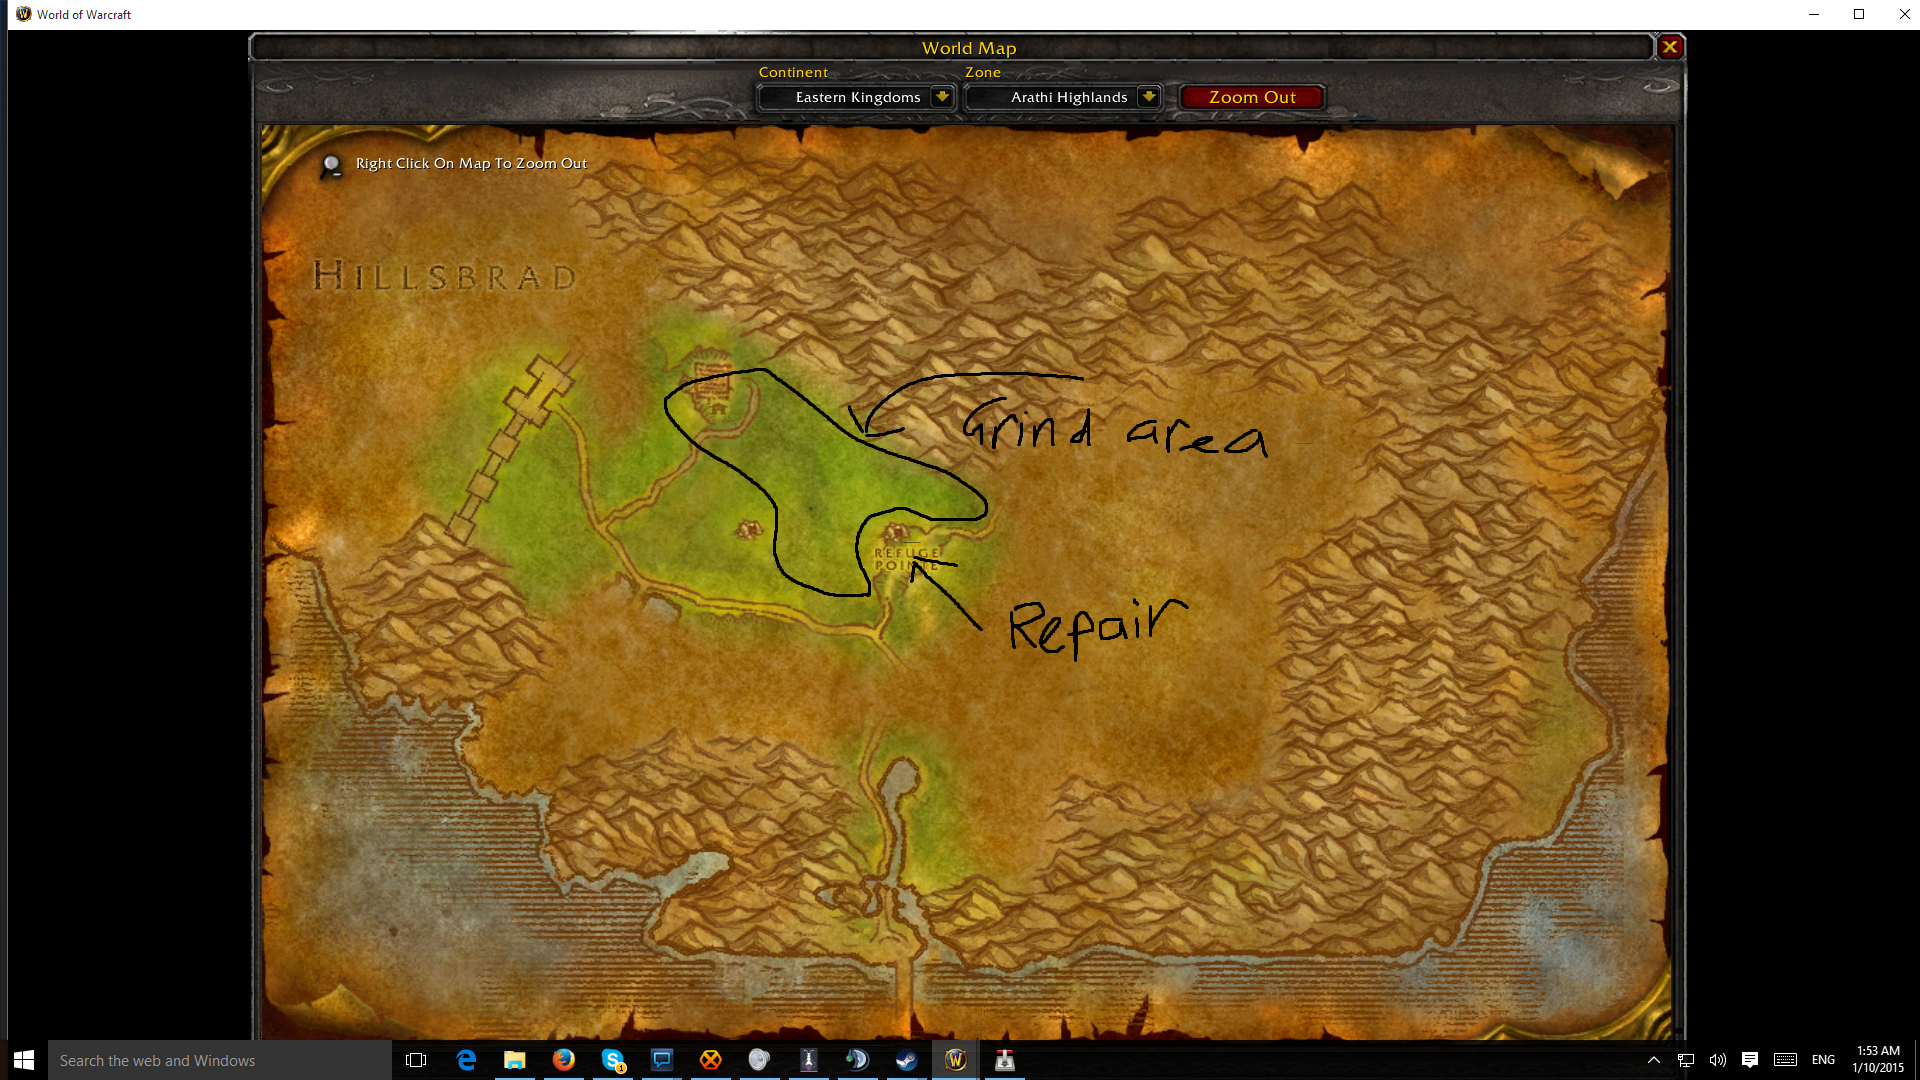 World of Warcraft
World Map
Continent
Zone
Eastern Kingdoms
Arathi Highlands
Zoom Out
Right Click On Map To Zoom Out
HILLSBRAD
Grind area
REFUGE
POINTE
Repair
Search the web and Windows
1
ENG
1:53 AM
1/10/2015